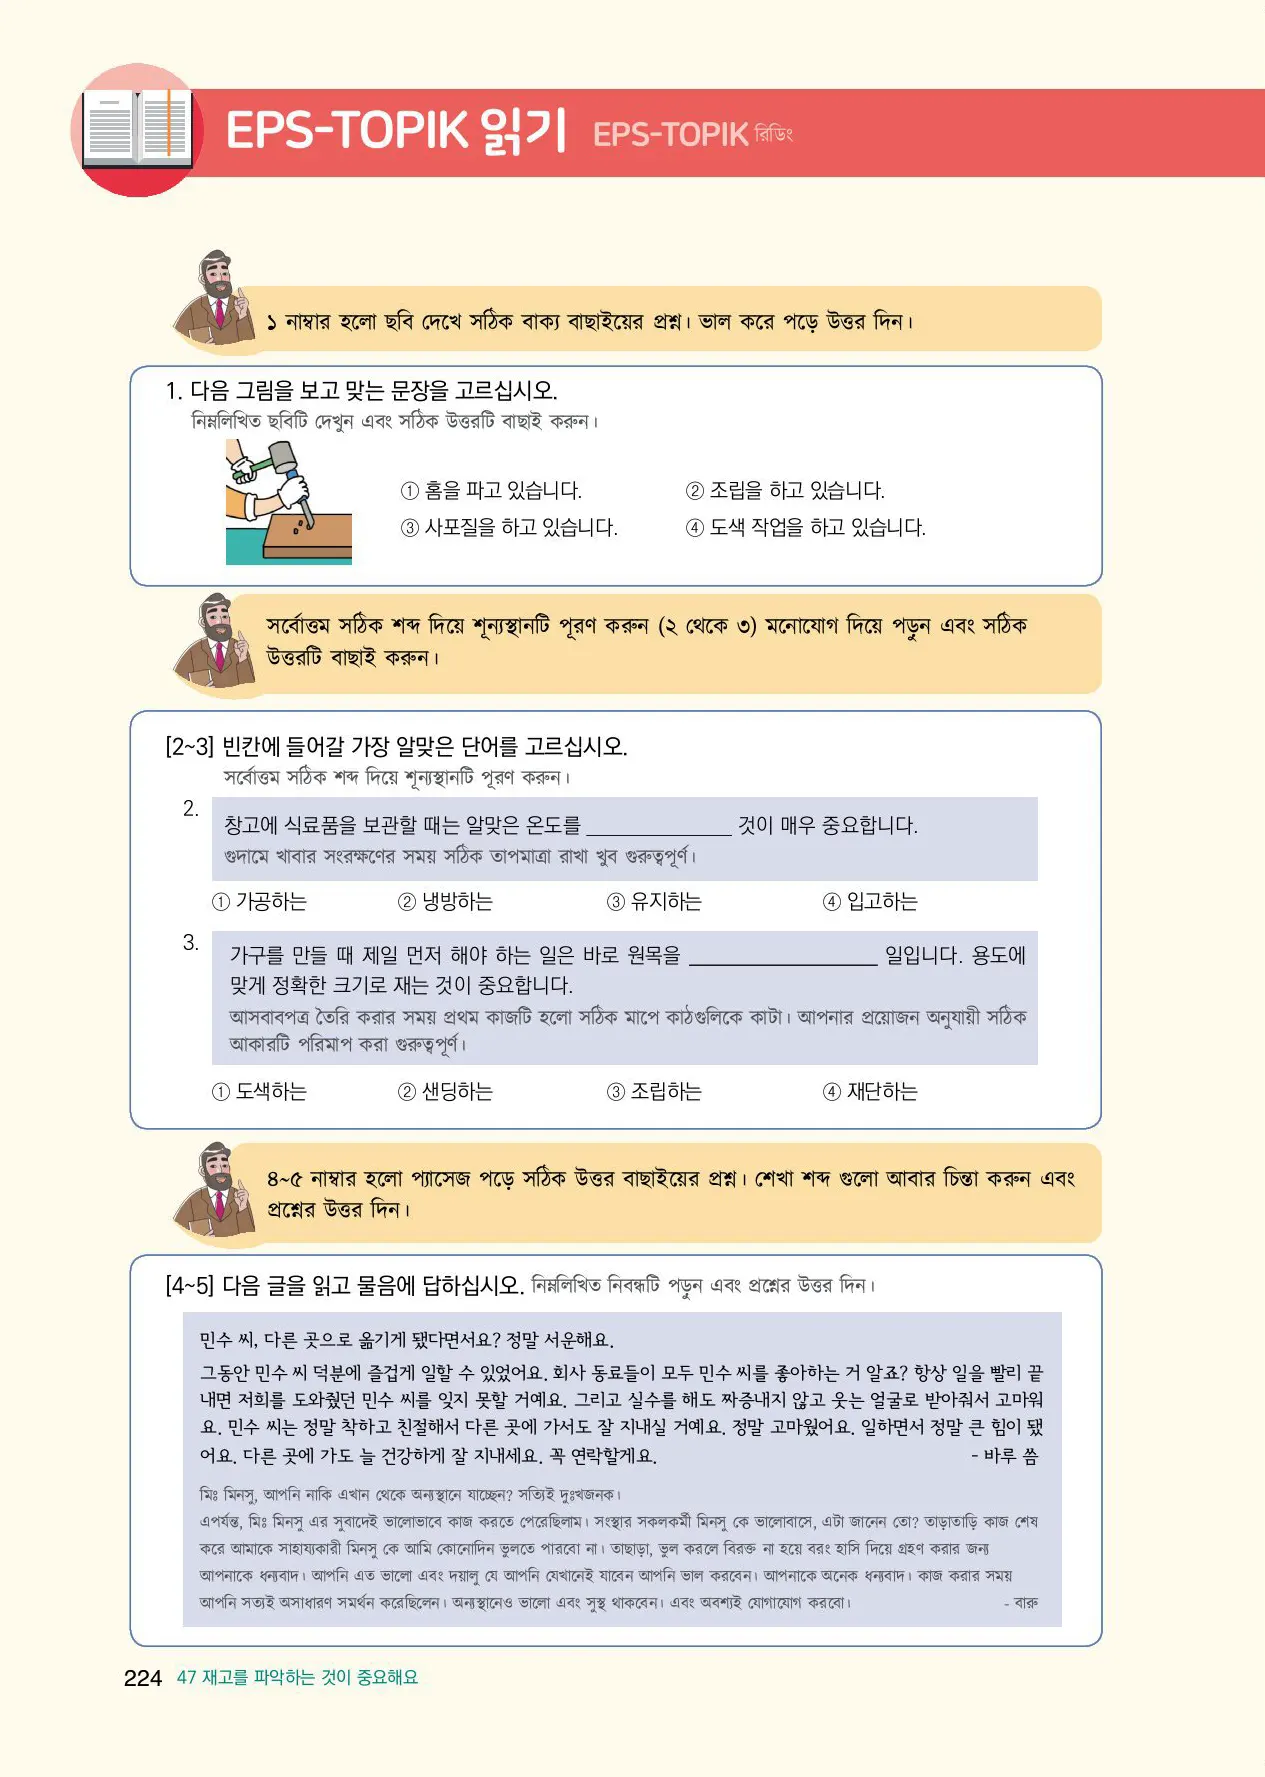 EPS-TOPIK 읽기 EPS-TOPIK রিডিং
১ নাম্বার হলো ছবি দেখে সঠিক বাক্য বাছাইয়ের প্রশ্ন। ভাল করে পড়ে উত্তর দিন।
1. 다음 그림을 보고 맞는 문장을 고르십시오.
নিম্নলিখিত ছবিটি দেখুন এবং সঠিক উত্তরটি বাছাই করুন।
① 홈을 파고 있습니다. ② 조립을 하고 있습니다.
③ 사포질을 하고 있습니다. ④ 도색 작업을 하고 있습니다.
সর্বোত্তম সঠিক শব্দ দিয়ে শূন্যস্থানটি পূরণ করুন (২ থেকে ৩) মনোযোগ দিয়ে পড়ুন এবং সঠিক
উত্তরটি বাছাই করুন।
[2~3] 빈칸에 들어갈 가장 알맞은 단어를 고르십시오.
সর্বোত্তম সঠিক শব্দ দিয়ে শূন্যস্থানটি পূরণ করুন।
2. 창고에 식료품을 보관할 때는 알맞은 온도를 ______________ 것이 매우 중요합니다.
গুদামে খাবার সংরক্ষণের সময় সঠিক তাপমাত্রা রাখা খুব গুরুত্বপূর্ণ।
① 가공하는 ② 냉방하는 ③ 유지하는 ④ 입고하는
3. 가구를 만들 때 제일 먼저 해야 하는 일은 바로 원목을 __________________ 일입니다. 용도에
맞게 정확한 크기로 재는 것이 중요합니다.
আসবাবপত্র তৈরি করার সময় প্রথম কাজটি হলো সঠিক মাপে কাঠগুলিকে কাটা। আপনার প্রয়োজন অনুযায়ী সঠিক
আকারটি পরিমাপ করা গুরুত্বপূর্ণ।
① 도색하는 ② 샌딩하는 ③ 조립하는 ④ 재단하는
৪~৫ নাম্বার হলো প্যাসেজ পড়ে সঠিক উত্তর বাছাইয়ের প্রশ্ন। শেখা শব্দ গুলো আবার চিন্তা করুন এবং
প্রশ্নের উত্তর দিন।
[4~5] 다음 글을 읽고 물음에 답하십시오. নিম্নলিখিত নিবন্ধটি পড়ুন এবং প্রশ্নের উত্তর দিন।
민수 씨, 다른 곳으로 옮기게 됐다면서요? 정말 서운해요.
그동안 민수 씨 덕분에 즐겁게 일할 수 있었어요. 회사 동료들이 모두 민수 씨를 좋아하는 거 알죠? 항상 일을 빨리 끝
내면 저희를 도와줬던 민수 씨를 잊지 못할 거예요. 그리고 실수를 해도 짜증내지 않고 웃는 얼굴로 받아줘서 고마워
요. 민수 씨는 정말 착하고 친절해서 다른 곳에 가서도 잘 지내실 거예요. 정말 고마웠어요. 일하면서 정말 큰 힘이 됐
어요. 다른 곳에 가도 늘 건강하게 잘 지내세요. 꼭 연락할게요. - 바루 씀
মিঃ মিনসু, আপনি নাকি এখান থেকে অন্যস্থানে যাচ্ছেন? সত্যিই দুঃখজনক।
এপর্যন্ত, মিঃ মিনসু এর সুবাদেই ভালোভাবে কাজ করতে পেরেছিলাম। সংস্থার সকলকর্মী মিনসু কে ভালোবাসে, এটা জানেন তো? তাড়াতাড়ি কাজ শেষ
করে আমাকে সাহায্যকারী মিনসু কে আমি কোনোদিন ভুলতে পারবো না। তাছাড়া, ভুল করলে বিরক্ত না হয়ে বরং হাসি দিয়ে গ্রহণ করার জন্য
আপনাকে ধন্যবাদ। আপনি এত ভালো এবং দয়ালু যে আপনি যেখানেই যাবেন আপনি ভাল করবেন। আপনাকে অনেক ধন্যবাদ। কাজ করার সময়
আপনি সত্যই অসাধারণ সমর্থন করেছিলেন। অন্যস্থানেও ভালো এবং সুস্থ থাকবেন। এবং অবশ্যই যোগাযোগ করবো। - বারু
224 47 재고를 파악하는 것이 중요해요